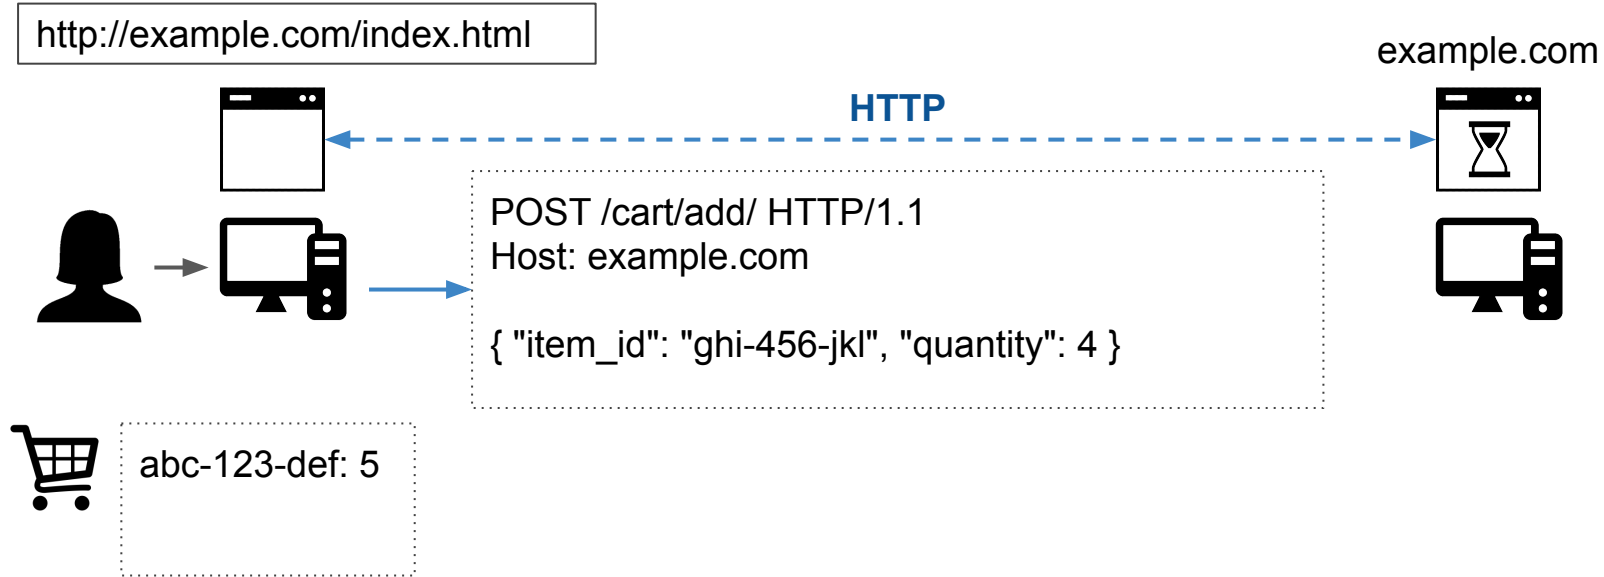 http://example.com/index.html
example.com
HTTP
POST /cart/add/ HTTP/1.1
Host: example.com
{ "item_id": "ghi-456-jkl", "quantity": 4 }
abc-123-def: 5